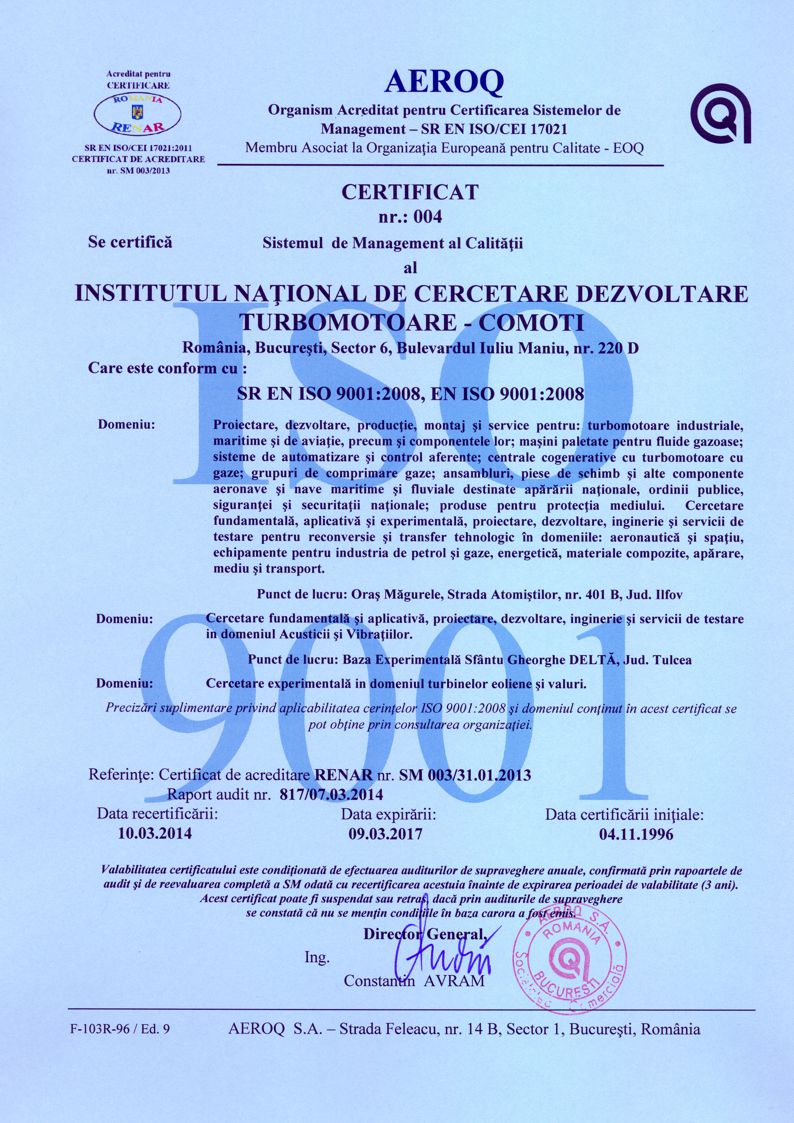 Acreditat pentru
CERTIFICARE
ROMANIA
RENAR
SR EN ISO/CEI 17021:2011
CERTIFICAT DE ACREDITARE
nr. SM 003/2013
AEROQ
Organism Acreditat pentru Certificarea Sistemelor de
Management – SR EN ISO/CEI 17021
Membru Asociat la Organizaţia Europeană pentru Calitate - EOQ
CERTIFICAT
nr.: 004
Se certifică Sistemul de Management al Calităţii
al
INSTITUTUL NAŢIONAL DE CERCETARE DEZVOLTARE
TURBOMOTOARE - COMOTI
România, Bucureşti, Sector 6, Bulevardul Iuliu Maniu, nr. 220 D
Care este conform cu :
SR EN ISO 9001:2008, EN ISO 9001:2008
ISO
9001
Domeniu: Proiectare, dezvoltare, producţie, montaj şi service pentru: turbomotoare industriale,
maritime şi de aviaţie, precum şi componentele lor; maşini paletate pentru fluide gazoase;
sisteme de automatizare şi control aferente; centrale cogenerative cu turbomotoare cu
gaze; grupuri de comprimare gaze; ansambluri, piese de schimb şi alte componente
aeronave şi nave maritime şi fluviale destinate apărării naţionale, ordinii publice,
siguranţei şi securitaţii naţionale; produse pentru protecţia mediului. Cercetare
fundamentală, aplicativă şi experimentală, proiectare, dezvoltare, inginerie şi servicii de
testare pentru reconversie şi transfer tehnologic în domeniile: aeronautică şi spaţiu,
echipamente pentru industria de petrol şi gaze, energetică, materiale compozite, apărare,
mediu şi transport.
Punct de lucru: Oraş Măgurele, Strada Atomiştilor, nr. 401 B, Jud. Ilfov
Domeniu: Cercetare fundamentală şi aplicativă, proiectare, dezvoltare, inginerie şi servicii de testare
in domeniul Acusticii şi Vibraţiilor.
Punct de lucru: Baza Experimentală Sfântu Gheorghe DELTĂ, Jud. Tulcea
Domeniu: Cercetare experimentală in domeniul turbinelor eoliene şi valuri.
Precizări suplimentare privind aplicabilitatea cerinţelor ISO 9001:2008 şi domeniul conţinut în acest certificat se
pot obţine prin consultarea organizaţiei.
Referinţe: Certificat de acreditare RENAR nr. SM 003/31.01.2013
Raport audit nr. 817/07.03.2014
Data recertificării: Data expirării: Data certificării iniţiale:
10.03.2014 09.03.2017 04.11.1996
Valabilitatea certificatului este condiţionată de efectuarea auditurilor de supraveghere anuale, confirmată prin rapoartele de
audit şi de reevaluarea completă a SM odată cu recertificarea acestuia înainte de expirarea perioadei de valabilitate (3 ani).
Acest certificat poate fi suspendat sau retras, dacă prin auditurile de supraveghere
se constată că nu se menţin condiţiile în baza carora a fost emis.
Director General,
Ing.
Constantin AVRAM
AEROQ S.A.
ROMANIA
BUCUREŞTI
Societatea Comercială
F-103R-96 / Ed. 9 AEROQ S.A. – Strada Feleacu, nr. 14 B, Sector 1, Bucureşti, România